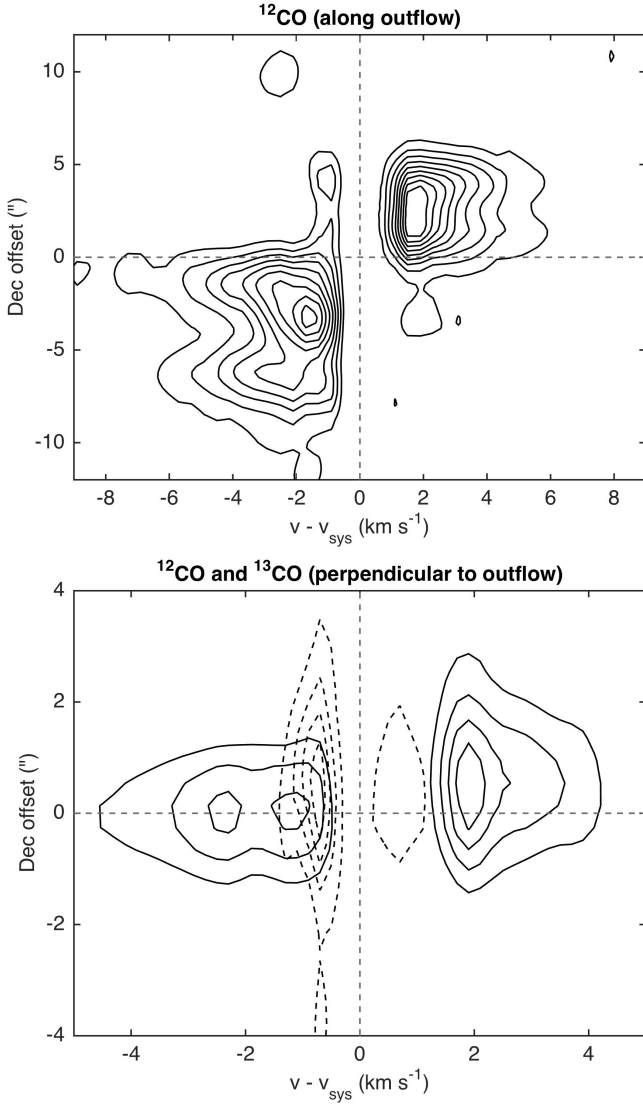 ¹²CO (along outflow)
10
5
0
-5
-10
Dec offset (")
-8 -6 -4 -2 0 2 4 6 8
v - v_sys (km s⁻¹)
¹²CO and ¹³CO (perpendicular to outflow)
4
2
0
-2
-4
Dec offset (")
-4 -2 0 2 4
v - v_sys (km s⁻¹)